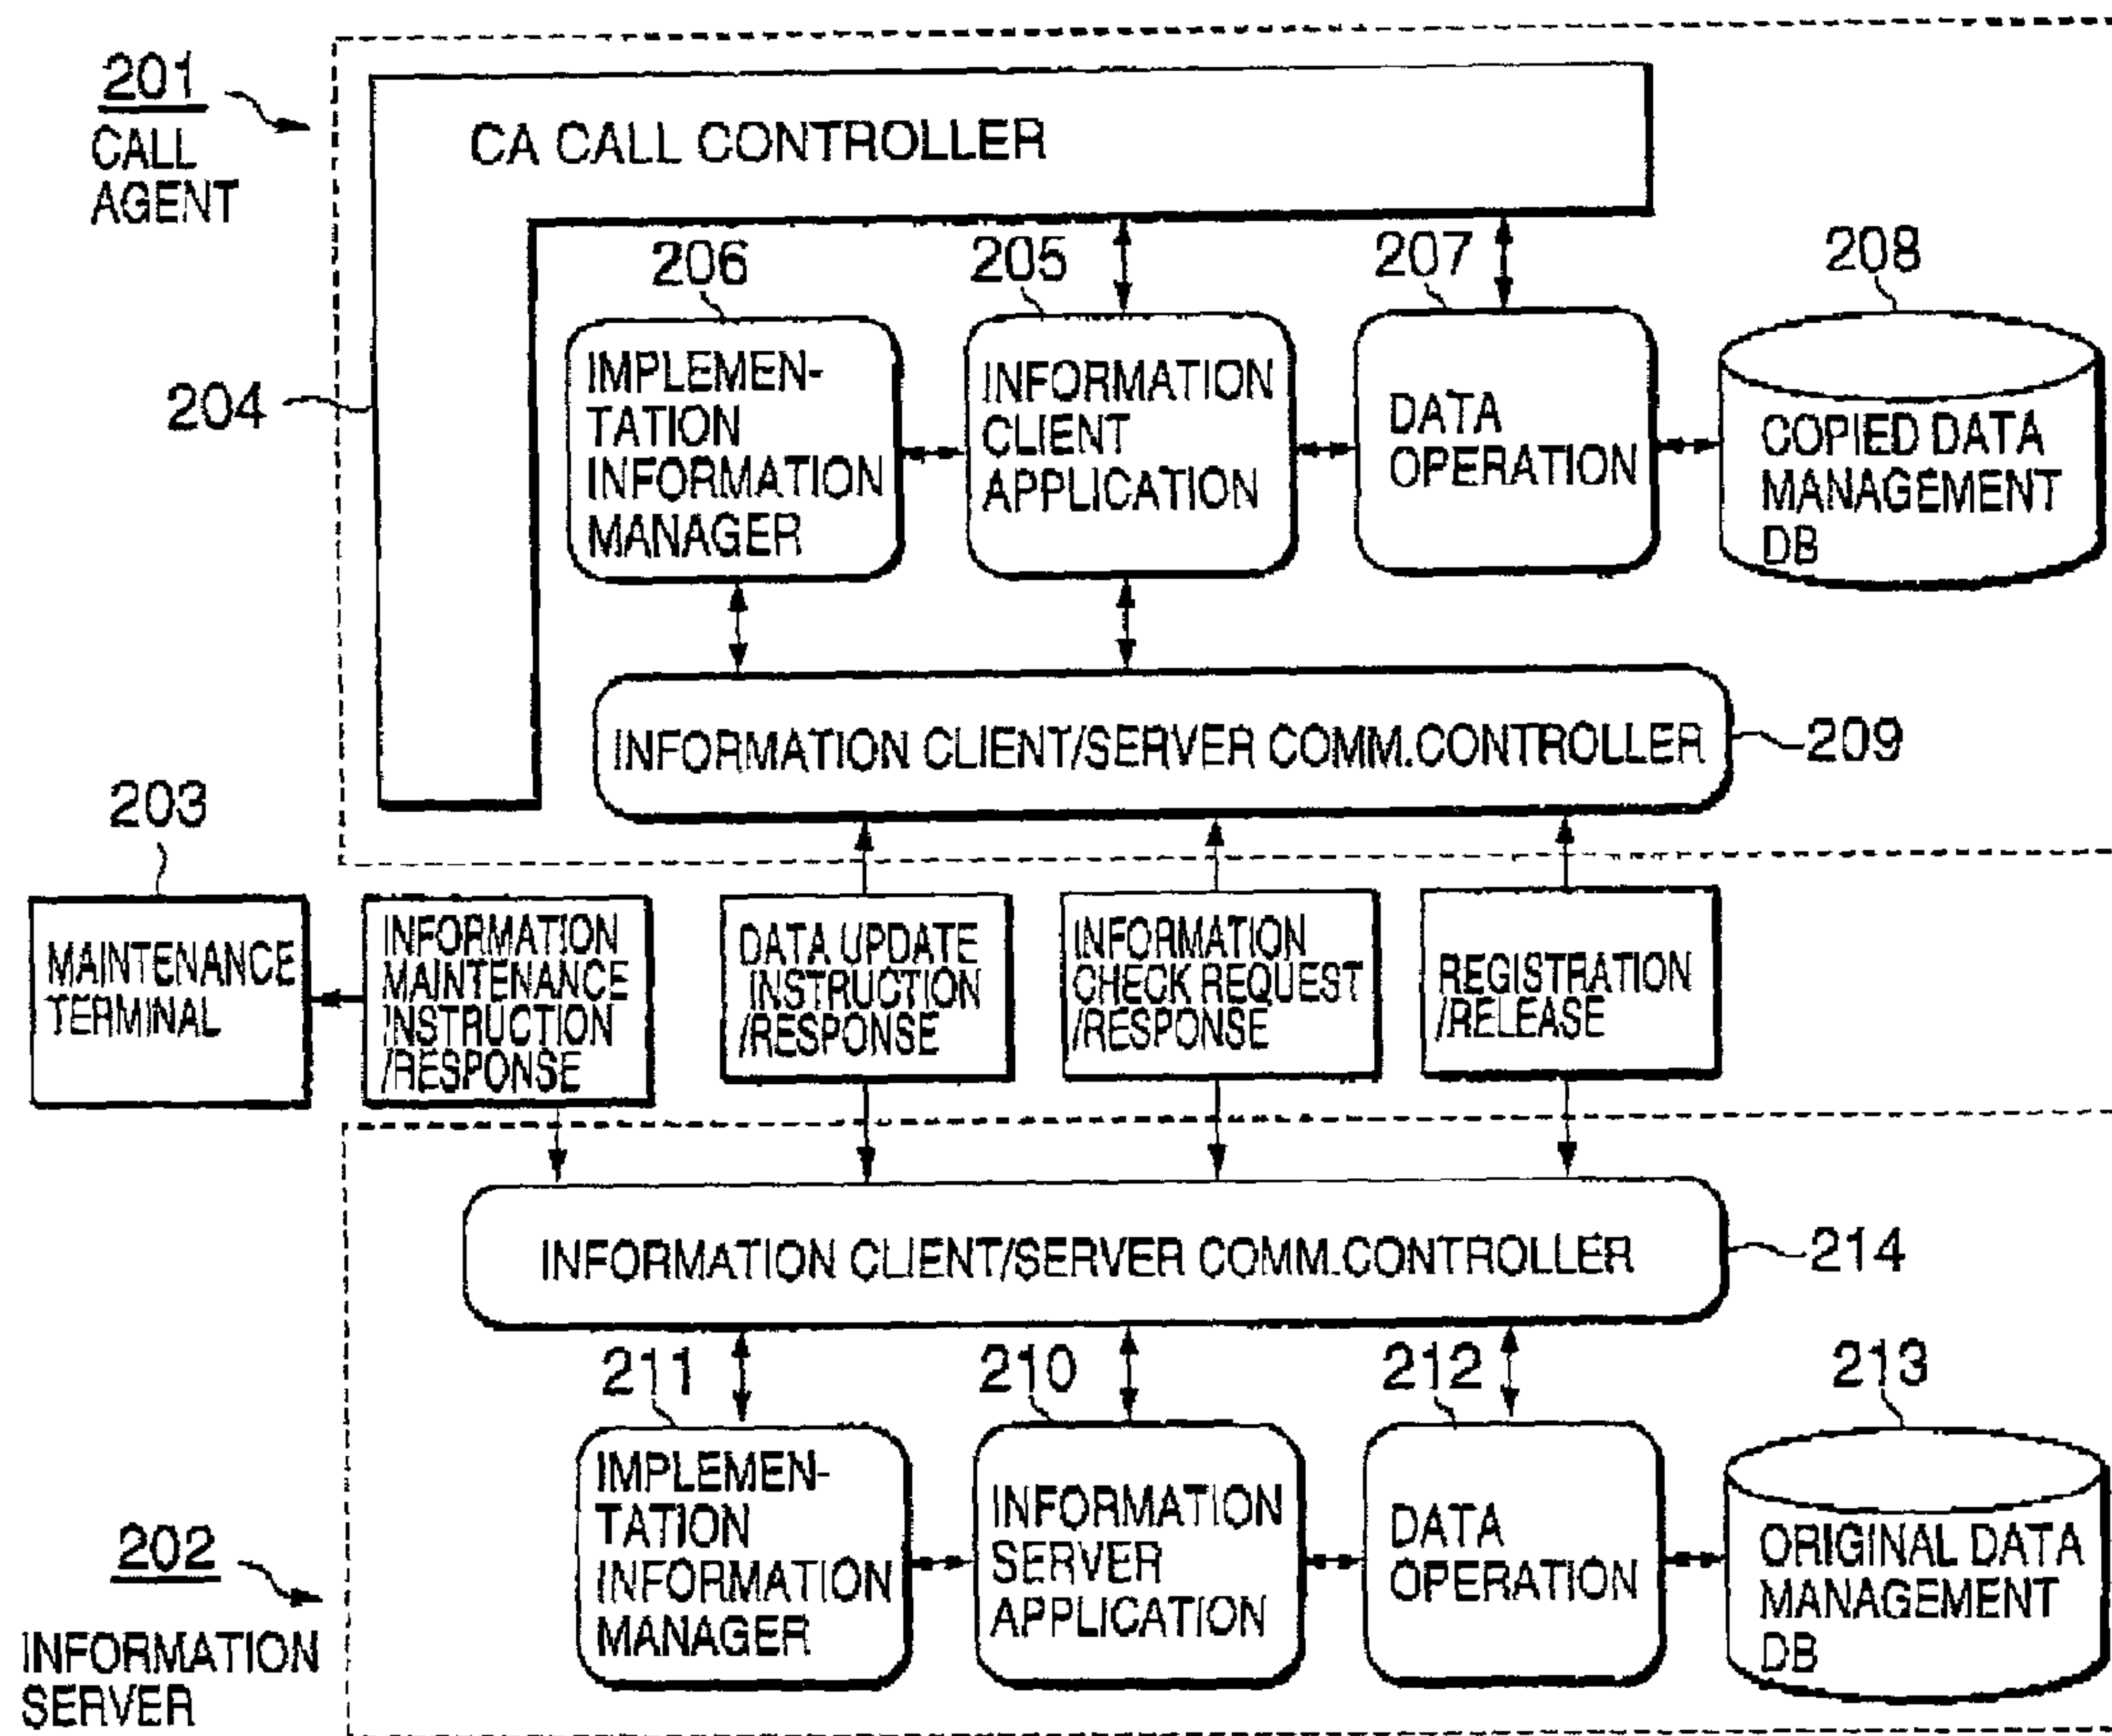 201
CALL
AGENT
CA CALL CONTROLLER
206
205
207
208
204
IMPLEMEN-
TATION
INFORMATION
MANAGER
INFORMATION
CLIENT
APPLICATION
DATA
OPERATION
COPIED DATA
MANAGEMENT
DB
INFORMATION CLIENT/SERVER COMM.CONTROLLER
209
203
MAINTENANCE
TERMINAL
INFORMATION
MAINTENANCE
INSTRUCTION
/RESPONSE
DATA UPDATE
INSTRUCTION
/RESPONSE
INFORMATION
CHECK REQUEST
/RESPONSE
REGISTRATION
/RELEASE
INFORMATION CLIENT/SERVER COMM.CONTROLLER
214
211
210
212
213
IMPLEMEN-
TATION
INFORMATION
MANAGER
INFORMATION
SERVER
APPLICATION
DATA
OPERATION
ORIGINAL DATA
MANAGEMENT
DB
202
INFORMATION
SERVER